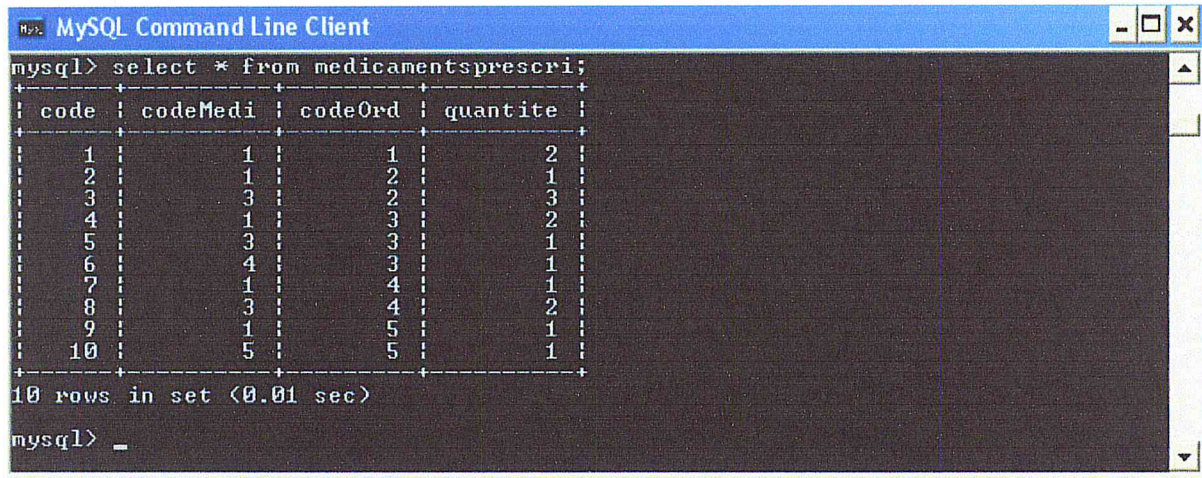 MySQL Command Line Client
mysql> select * from medicamentsprescri;
+------+----------+---------+----------+
| code | codeMedi | codeOrd | quantite |
+------+----------+---------+----------+
| 1 | 1 | 1 | 2 |
| 2 | 1 | 2 | 1 |
| 3 | 3 | 2 | 3 |
| 4 | 1 | 3 | 2 |
| 5 | 3 | 3 | 1 |
| 6 | 4 | 3 | 1 |
| 7 | 1 | 4 | 1 |
| 8 | 3 | 4 | 2 |
| 9 | 1 | 5 | 1 |
| 10 | 5 | 5 | 1 |
+------+----------+---------+----------+
10 rows in set (0.01 sec)
mysql> _